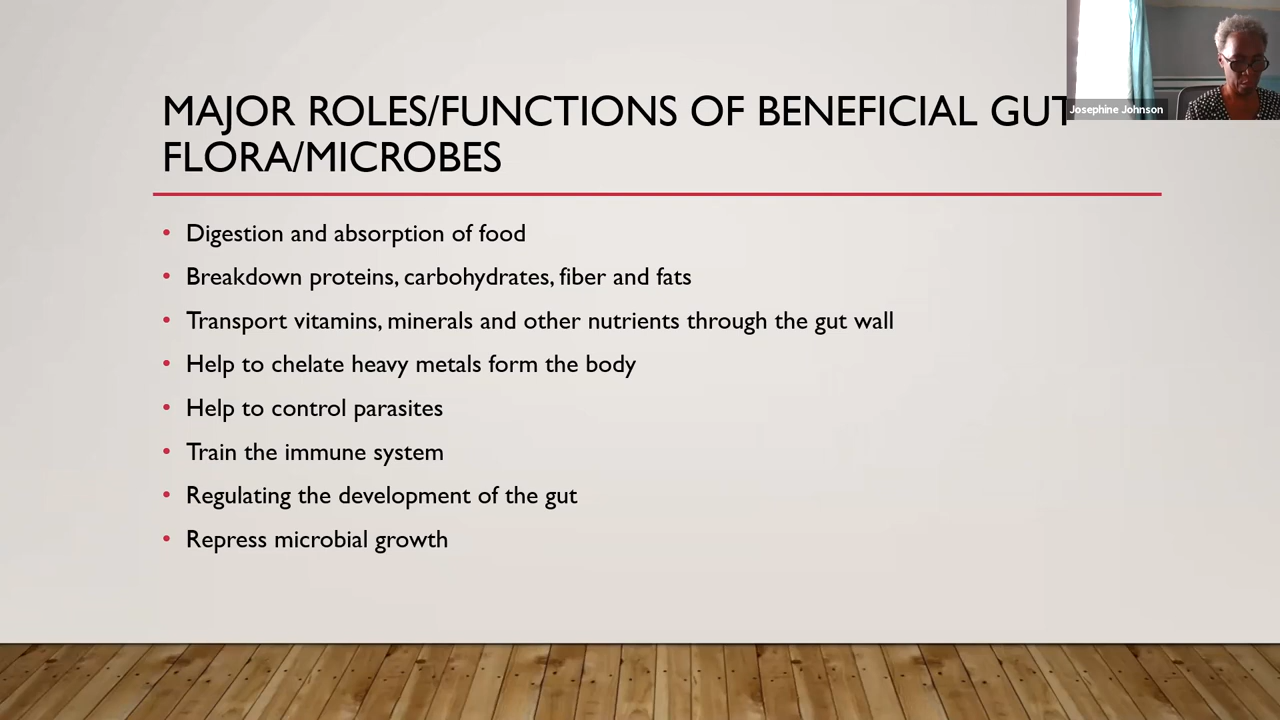 MAJOR ROLES/FUNCTIONS OF BENEFICIAL GUT
FLORA/MICROBES
Josephine Johnson
• Digestion and absorption of food
• Breakdown proteins, carbohydrates, fiber and fats
• Transport vitamins, minerals and other nutrients through the gut wall
• Help to chelate heavy metals form the body
• Help to control parasites
• Train the immune system
• Regulating the development of the gut
• Repress microbial growth